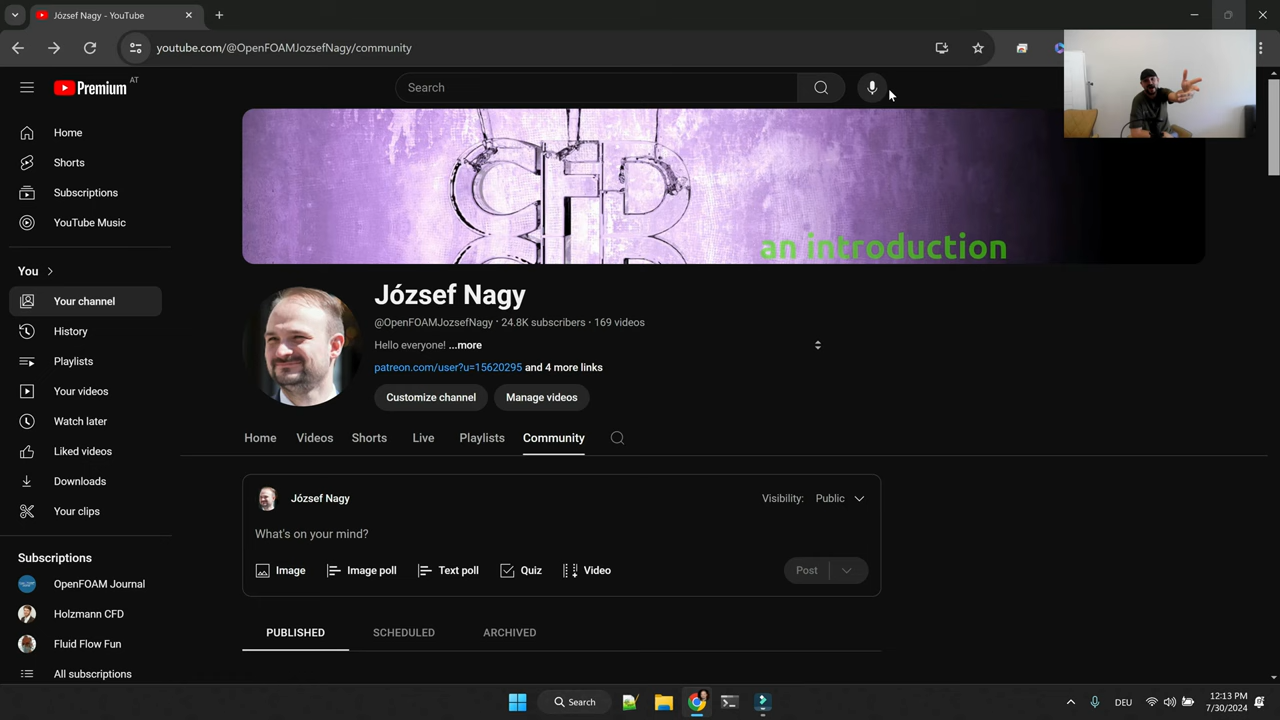 József Nagy - YouTube
youtube.com/@OpenFOAMJozsefNagy/community
Premium AT
Search
Home
Shorts
Subscriptions
YouTube Music
You
Your channel
History
Playlists
Your videos
Watch later
Liked videos
Downloads
Your clips
Subscriptions
OpenFOAM Journal
Holzmann CFD
Fluid Flow Fun
All subscriptions
CFD
an introduction
József Nagy
@OpenFOAMJozsefNagy · 24.8K subscribers · 169 videos
Hello everyone! ...more
patreon.com/user?u=15620295 and 4 more links
Customize channel Manage videos
Home Videos Shorts Live Playlists Community
József Nagy Visibility: Public
What's on your mind?
Image Image poll Text poll Quiz Video Post
PUBLISHED SCHEDULED ARCHIVED
Search DEU 12:13 PM
7/30/2024